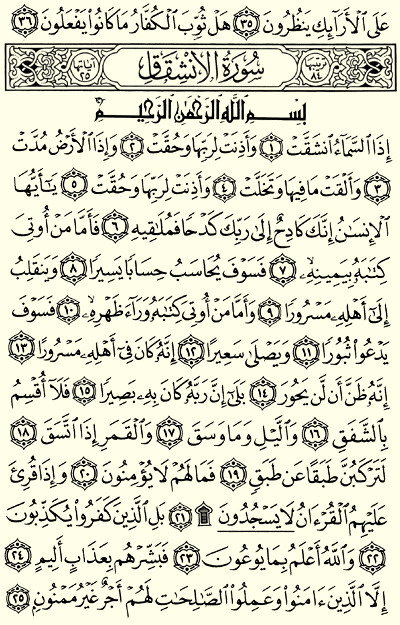 عَلَى ٱلۡأَرَآئِكِ يَنظُرُونَ ٣٥ هَلۡ ثُوِّبَ ٱلۡكُفَّارُ مَا كَانُواْ يَفۡعَلُونَ ٣٦
ترتيبها ٨٤ سُورَةُ الانشِقَاقِ آياتها ٢٥
بِسۡمِ ٱللَّهِ ٱلرَّحۡمَٰنِ ٱلرَّحِيمِ
إِذَا ٱلسَّمَآءُ ٱنشَقَّتۡ ١ وَأَذِنَتۡ لِرَبِّهَا وَحُقَّتۡ ٢ وَإِذَا ٱلۡأَرۡضُ مُدَّتۡ
٣ وَأَلۡقَتۡ مَا فِيهَا وَتَخَلَّتۡ ٤ وَأَذِنَتۡ لِرَبِّهَا وَحُقَّتۡ ٥ يَٰٓأَيُّهَا
ٱلۡإِنسَٰنُ إِنَّكَ كَادِحٌ إِلَىٰ رَبِّكَ كَدۡحٗا فَمُلَٰقِيهِ ٦ فَأَمَّا مَنۡ أُوتِيَ
كِتَٰبَهُۥ بِيَمِينِهِۦ ٧ فَسَوۡفَ يُحَاسَبُ حِسَابٗا يَسِيرٗا ٨ وَيَنقَلِبُ
إِلَىٰٓ أَهۡلِهِۦ مَسۡرُورٗا ٩ وَأَمَّا مَنۡ أُوتِيَ كِتَٰبَهُۥ وَرَآءَ ظَهۡرِهِۦ ١٠ فَسَوۡفَ
يَدۡعُواْ ثُبُورٗا ١١ وَيَصۡلَىٰ سَعِيرًا ١٢ إِنَّهُۥ كَانَ فِيٓ أَهۡلِهِۦ مَسۡرُورًا ١٣
إِنَّهُۥ ظَنَّ أَن لَّن يَحُورَ ١٤ بَلَىٰٓۚ إِنَّ رَبَّهُۥ كَانَ بِهِۦ بَصِيرٗا ١٥ فَلَآ أُقۡسِمُ
بِٱلشَّفَقِ ١٦ وَٱلَّيۡلِ وَمَا وَسَقَ ١٧ وَٱلۡقَمَرِ إِذَا ٱتَّسَقَ ١٨
لَتَرۡكَبُنَّ طَبَقًا عَن طَبَقٖ ١٩ فَمَا لَهُمۡ لَا يُؤۡمِنُونَ ٢٠ وَإِذَا قُرِئَ
عَلَيۡهِمُ ٱلۡقُرۡءَانُ لَا يَسۡجُدُونَ ۩ ٢١ بَلِ ٱلَّذِينَ كَفَرُواْ يُكَذِّبُونَ
٢٢ وَٱللَّهُ أَعۡلَمُ بِمَا يُوعُونَ ٢٣ فَبَشِّرۡهُم بِعَذَابٍ أَلِيمٍ ٢٤
إِلَّا ٱلَّذِينَ ءَامَنُواْ وَعَمِلُواْ ٱلصَّٰلِحَٰتِ لَهُمۡ أَجۡرٌ غَيۡرُ مَمۡنُونِۭ ٢٥